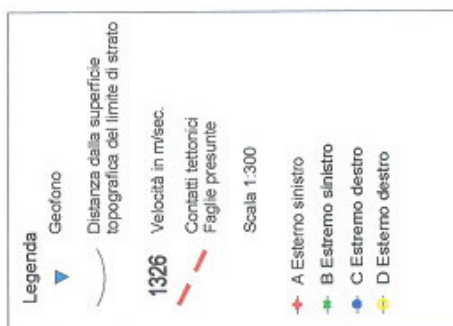 Legenda
Geofono
Distanza dalla superficie
topografica del limite di strato
1326 Velocità in m/sec.
Contatti tettonici
Faglie presunte
Scala 1:300
A Esterno sinistro
B Estremo sinistro
C Estremo destro
D Esterno destro